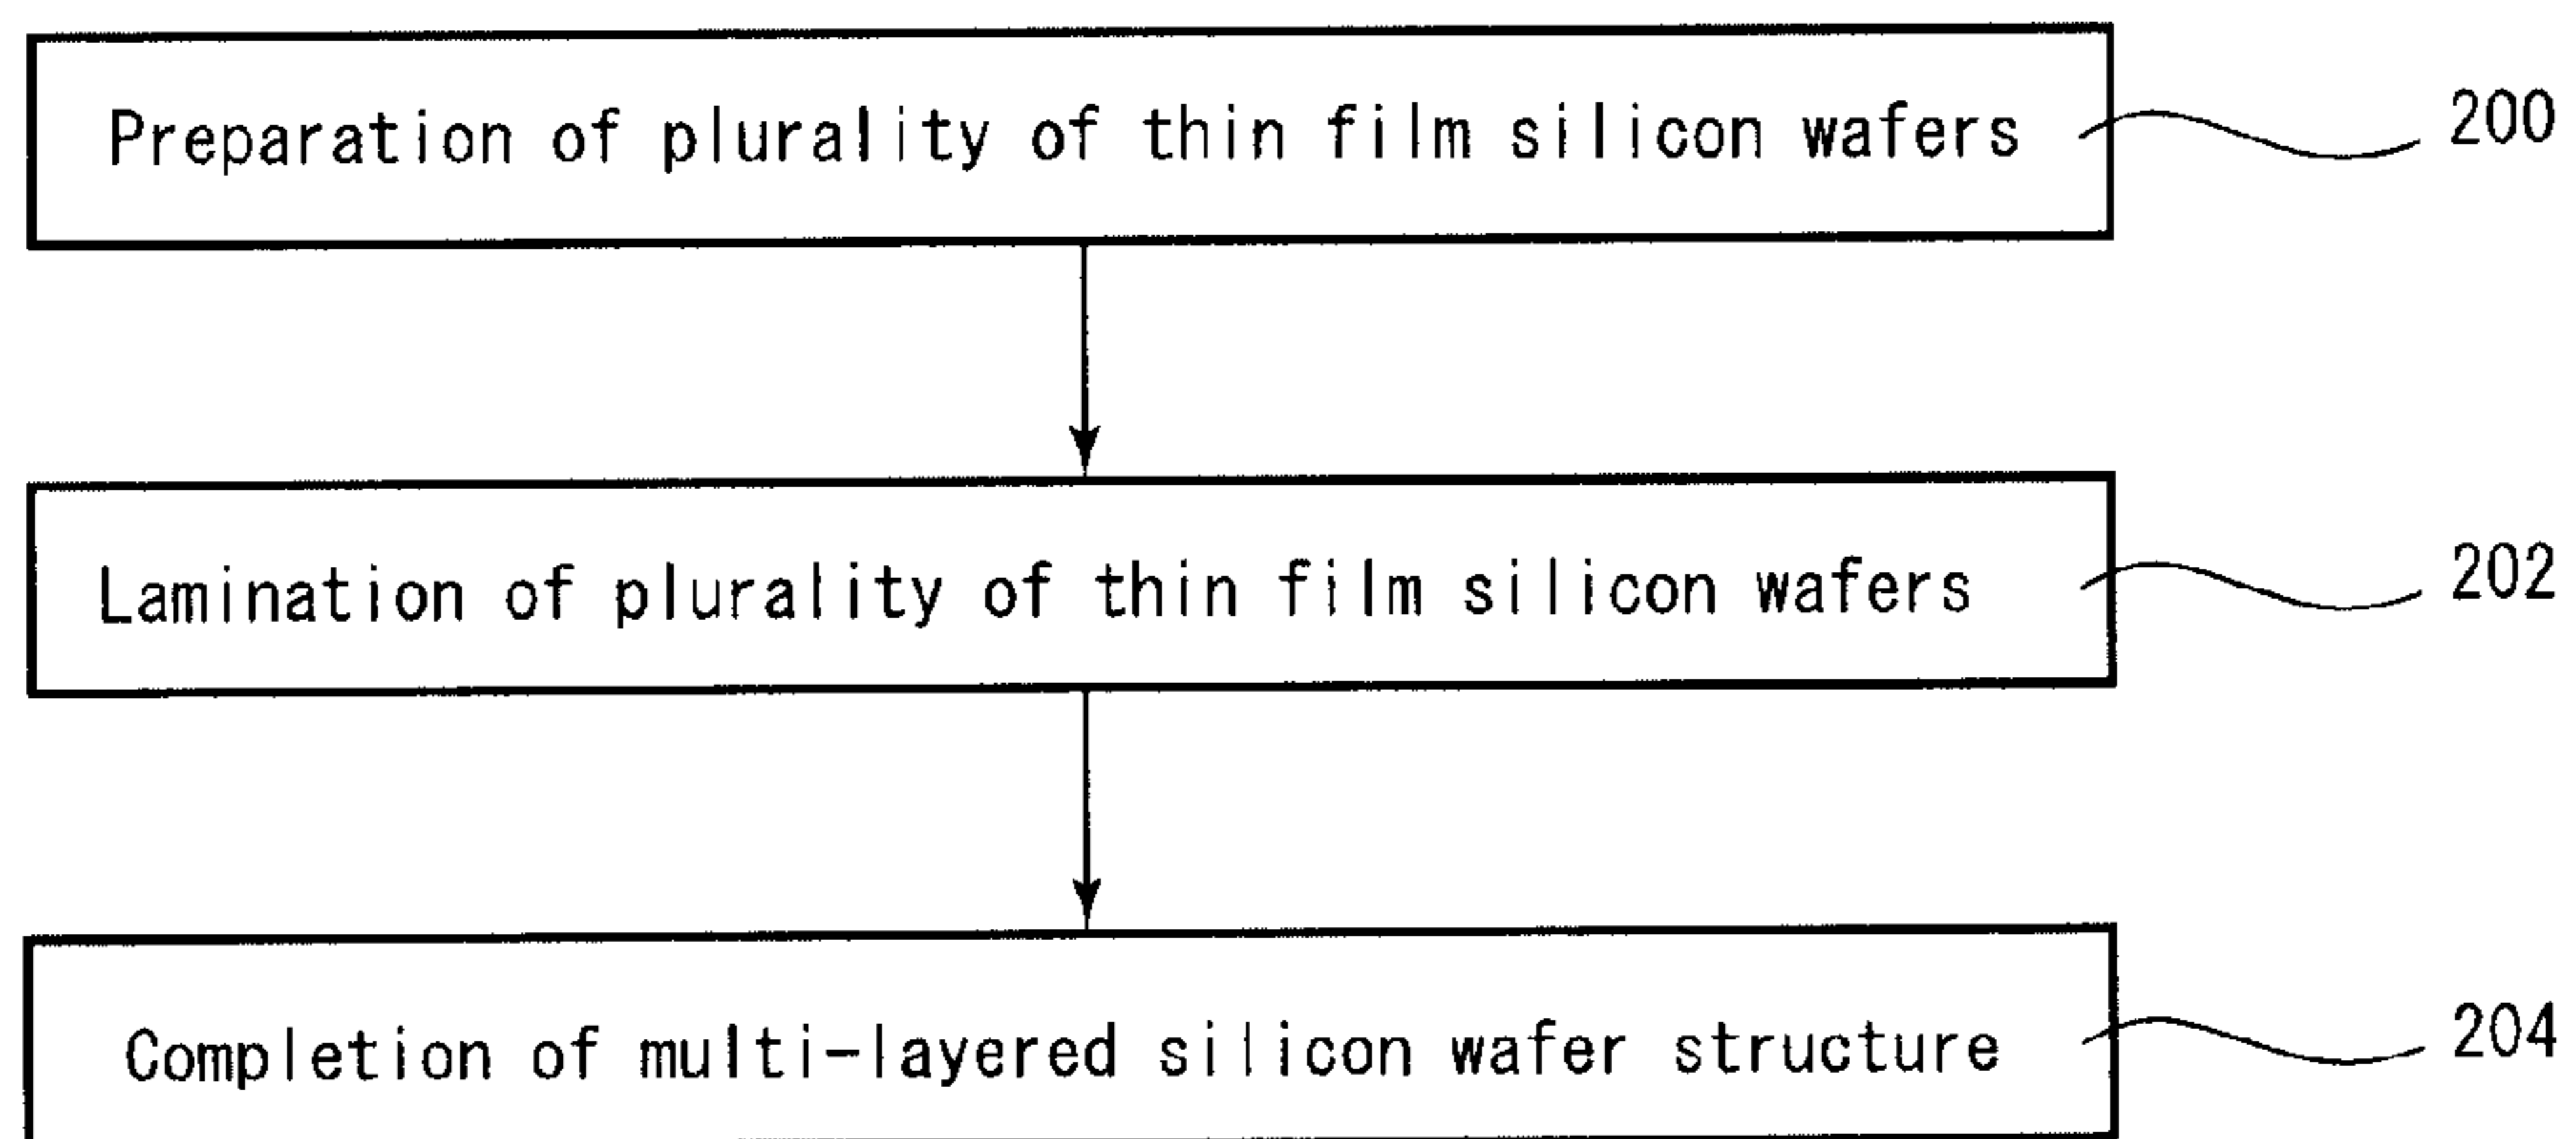 Preparation of plurality of thin film silicon wafers 200
Lamination of plurality of thin film silicon wafers 202
Completion of multi-layered silicon wafer structure 204